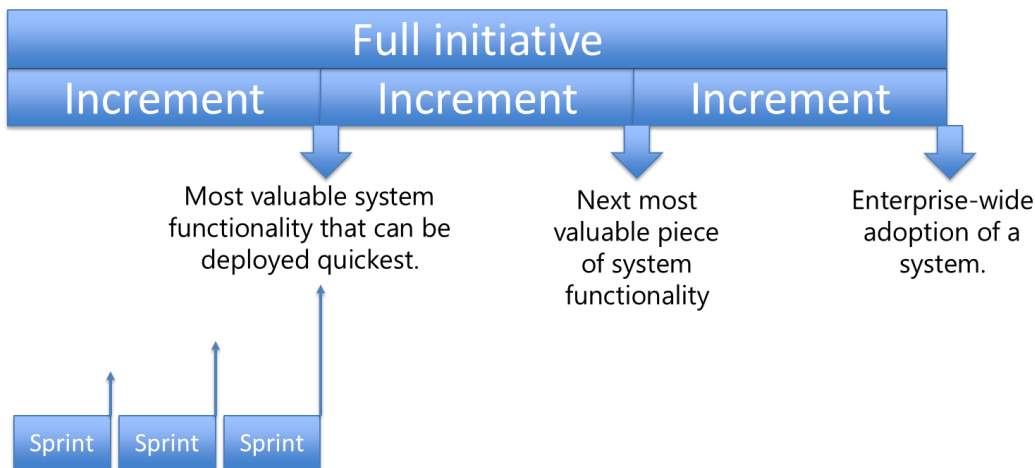 Full initiative
Increment Increment Increment
Most valuable system
functionality that can be
deployed quickest.
Next most
valuable piece
of system
functionality
Enterprise-wide
adoption of a
system.
Sprint Sprint Sprint